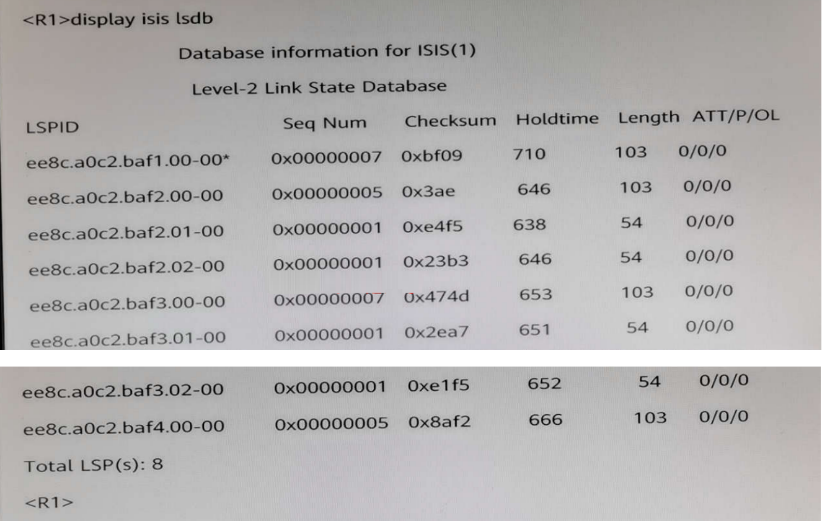 <R1>display isis lsdb
Database information for ISIS(1)
Level-2 Link State Database
LSPID Seq Num Checksum Holdtime Length ATT/P/OL
ee8c.a0c2.baf1.00-00* 0x00000007 0xbf09 710 103 0/0/0
ee8c.a0c2.baf2.00-00 0x00000005 0x3ae 646 103 0/0/0
ee8c.a0c2.baf2.01-00 0x00000001 0xe4f5 638 54 0/0/0
ee8c.a0c2.baf2.02-00 0x00000001 0x23b3 646 54 0/0/0
ee8c.a0c2.baf3.00-00 0x00000007 0x474d 653 103 0/0/0
ee8c.a0c2.baf3.01-00 0x00000001 0x2ea7 651 54 0/0/0
ee8c.a0c2.baf3.02-00 0x00000001 0xe1f5 652 54 0/0/0
ee8c.a0c2.baf4.00-00 0x00000005 0x8af2 666 103 0/0/0
Total LSP(s): 8
<R1>